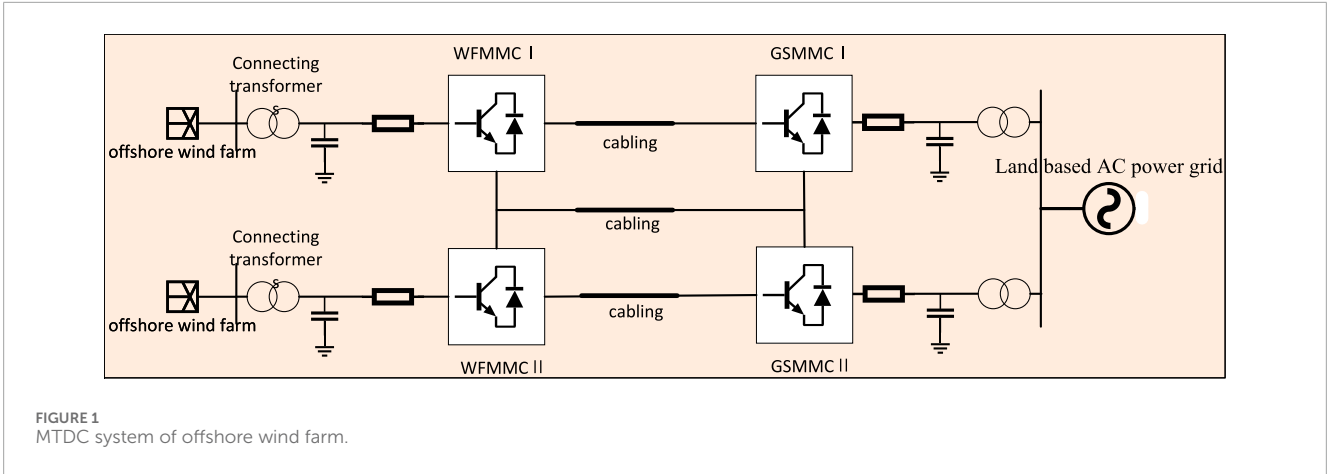 WFMMC I
GSMMC I
Connecting
transformer
S
offshore wind farm
cabling
Land based AC power grid
cabling
Connecting
transformer
S
offshore wind farm
cabling
WFMMC II
GSMMC II
FIGURE 1
MTDC system of offshore wind farm.